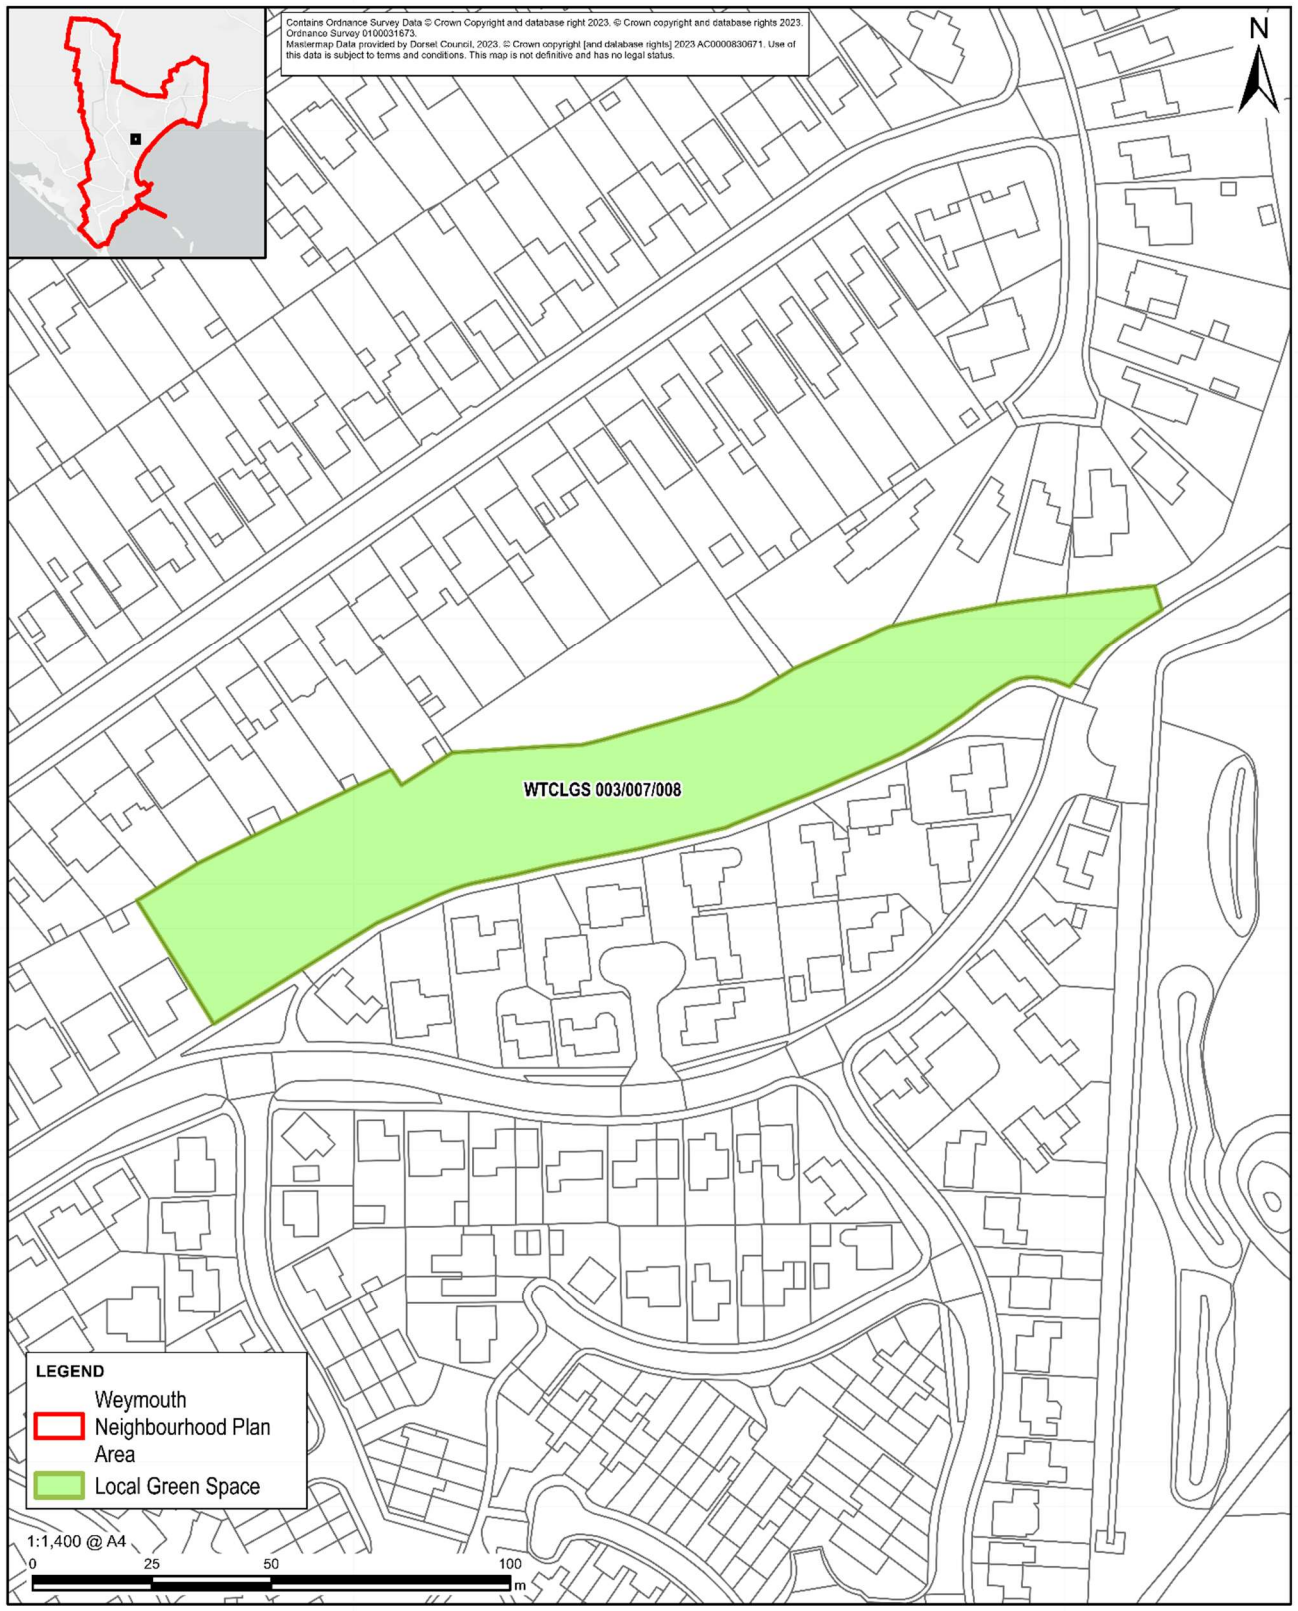 Contains Ordnance Survey Data © Crown Copyright and database right 2023. © Crown copyright and database rights 2023.
Ordnance Survey 0100031673.
Mastermap Data provided by Dorset Council, 2023. © Crown copyright [and database rights] 2023 AC0000830671. Use of
this data is subject to terms and conditions. This map is not definitive and has no legal status.
N
WTCLGS 003/007/008
LEGEND
Weymouth
Neighbourhood Plan
Area
Local Green Space
1:1,400 @ A4
0 25 50 100
m